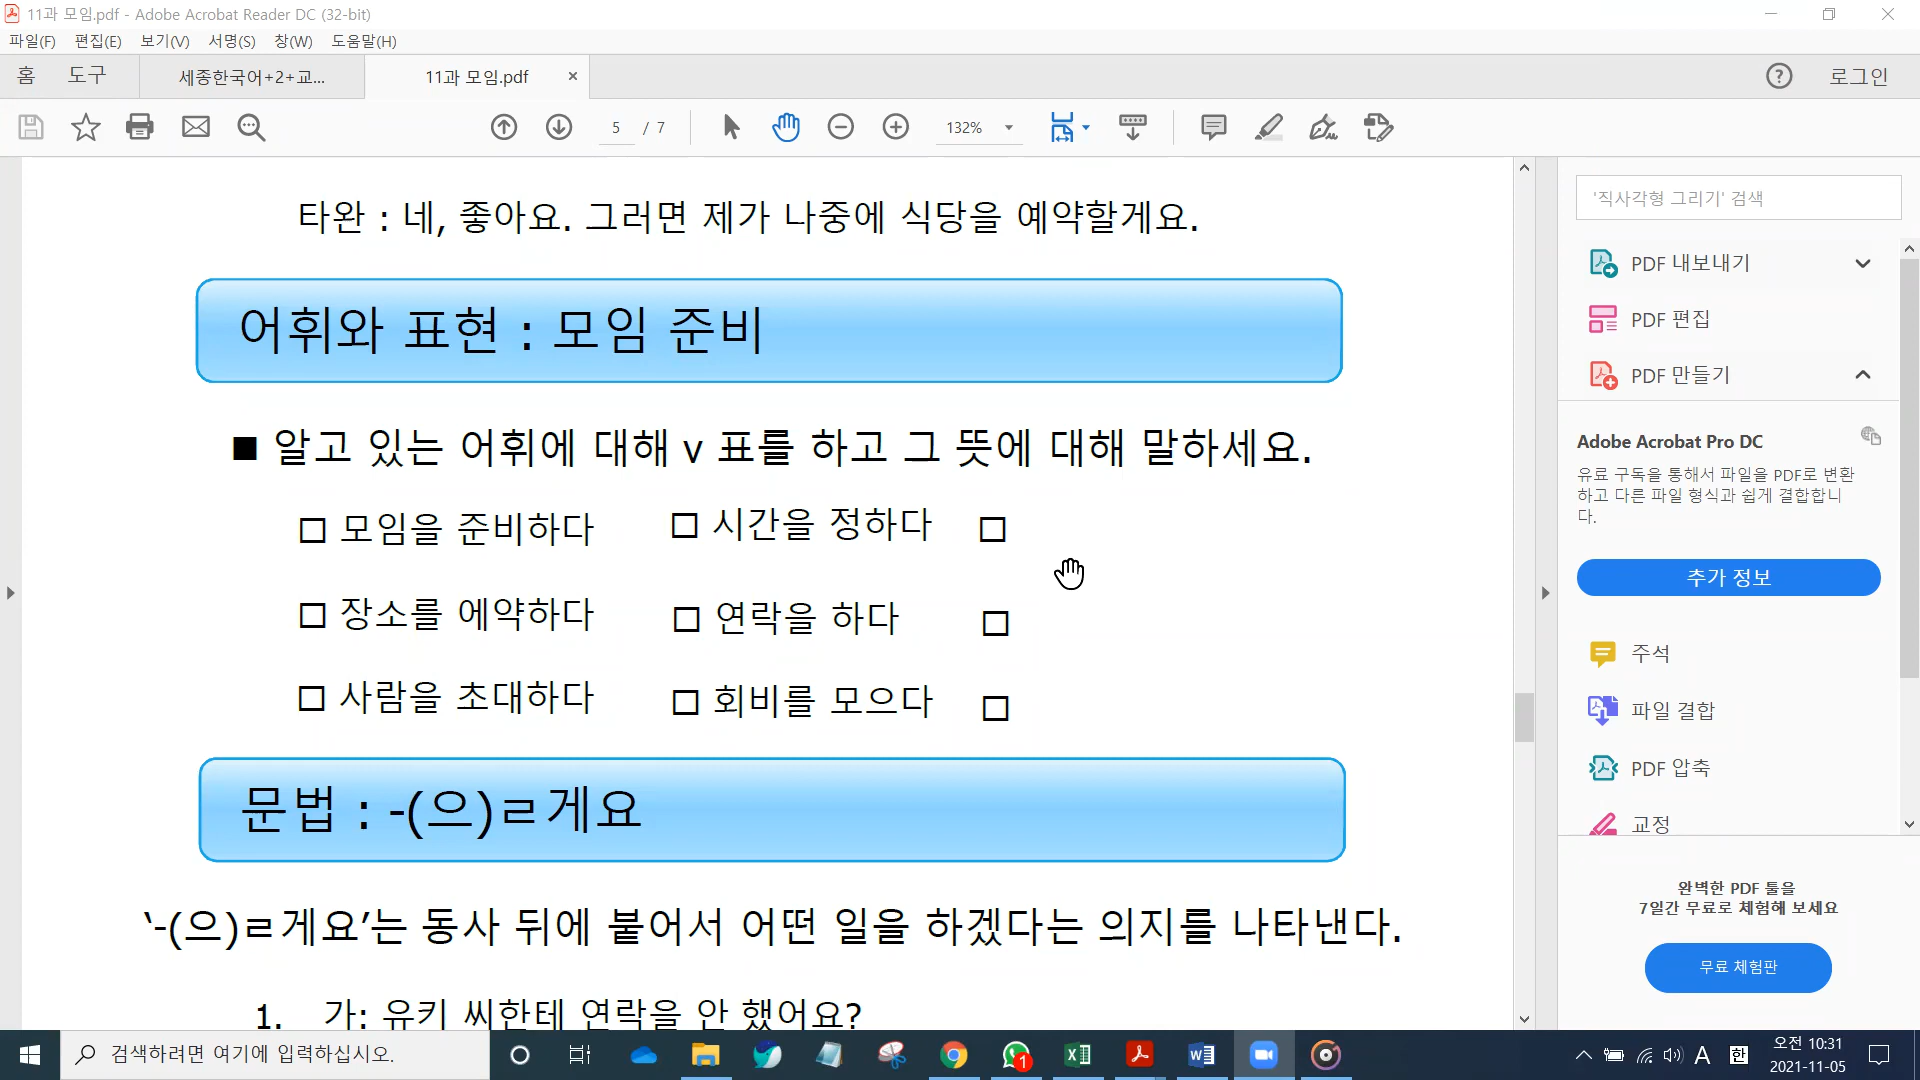 11과 모임.pdf - Adobe Acrobat Reader DC (32-bit)
파일(F) 편집(E) 보기(V) 서명(S) 창(W) 도움말(H)
홈 도구 세종한국어+2+교... 11과 모임.pdf × ? 로그인
5 / 7 132%
타완 : 네, 좋아요. 그러면 제가 나중에 식당을 예약할게요.
어휘와 표현 : 모임 준비
■ 알고 있는 어휘에 대해 v 표를 하고 그 뜻에 대해 말하세요.
□ 모임을 준비하다 □ 시간을 정하다 □
□ 장소를 에약하다 □ 연락을 하다 □
□ 사람을 초대하다 □ 회비를 모으다 □
문법 : -(으)ㄹ게요
‘-(으)ㄹ게요’는 동사 뒤에 붙어서 어떤 일을 하겠다는 의지를 나타낸다.
1. 가: 유키 씨한테 연락을 안 했어요?
'직사각형 그리기' 검색
PDF 내보내기
PDF 편집
PDF 만들기
Adobe Acrobat Pro DC
유료 구독을 통해서 파일을 PDF로 변환
하고 다른 파일 형식과 쉽게 결합합니
다.
추가 정보
주석
파일 결합
PDF 압축
교정
완벽한 PDF 툴을
7일간 무료로 체험해 보세요
무료 체험판
검색하려면 여기에 입력하십시오.
1
A 한
오전 10:31
2021-11-05